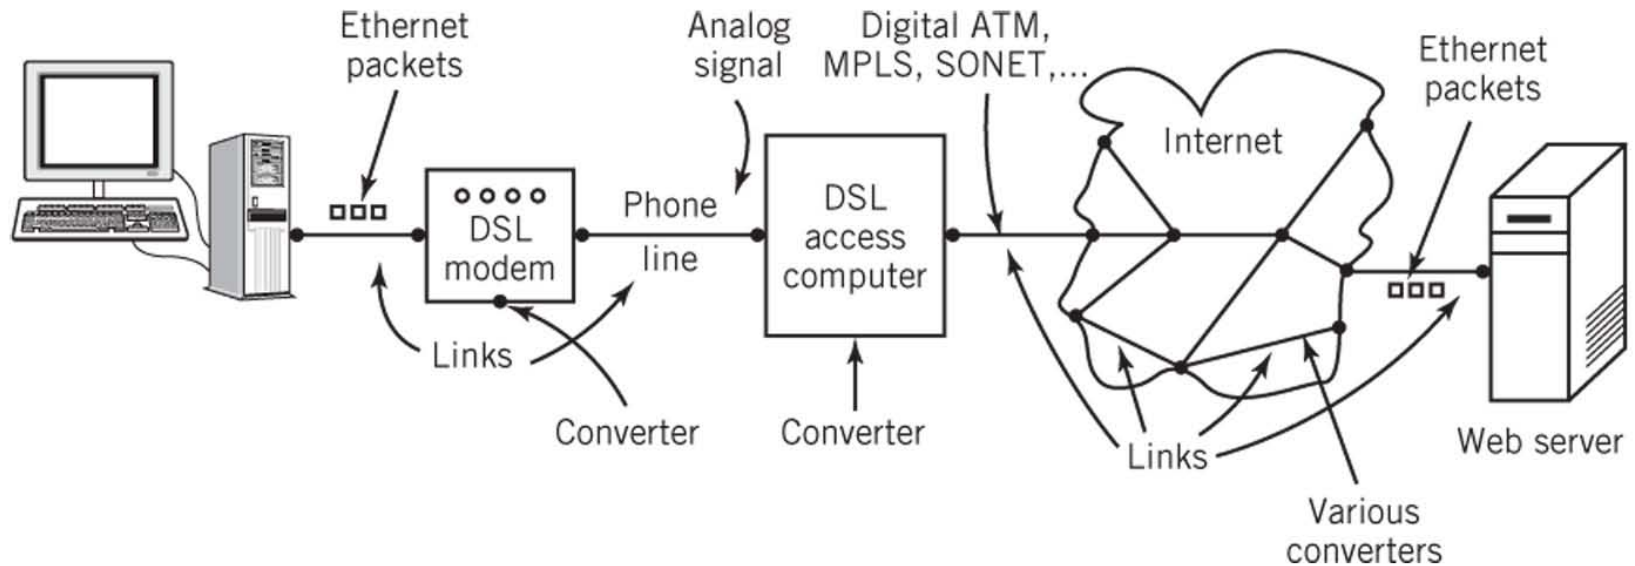 Ethernet
packets
Analog
signal
Digital ATM,
MPLS, SONET,...
Ethernet
packets
Internet
DSL
modem
Phone
line
DSL
access
computer
Links
Converter
Converter
Links
Web server
Various
converters